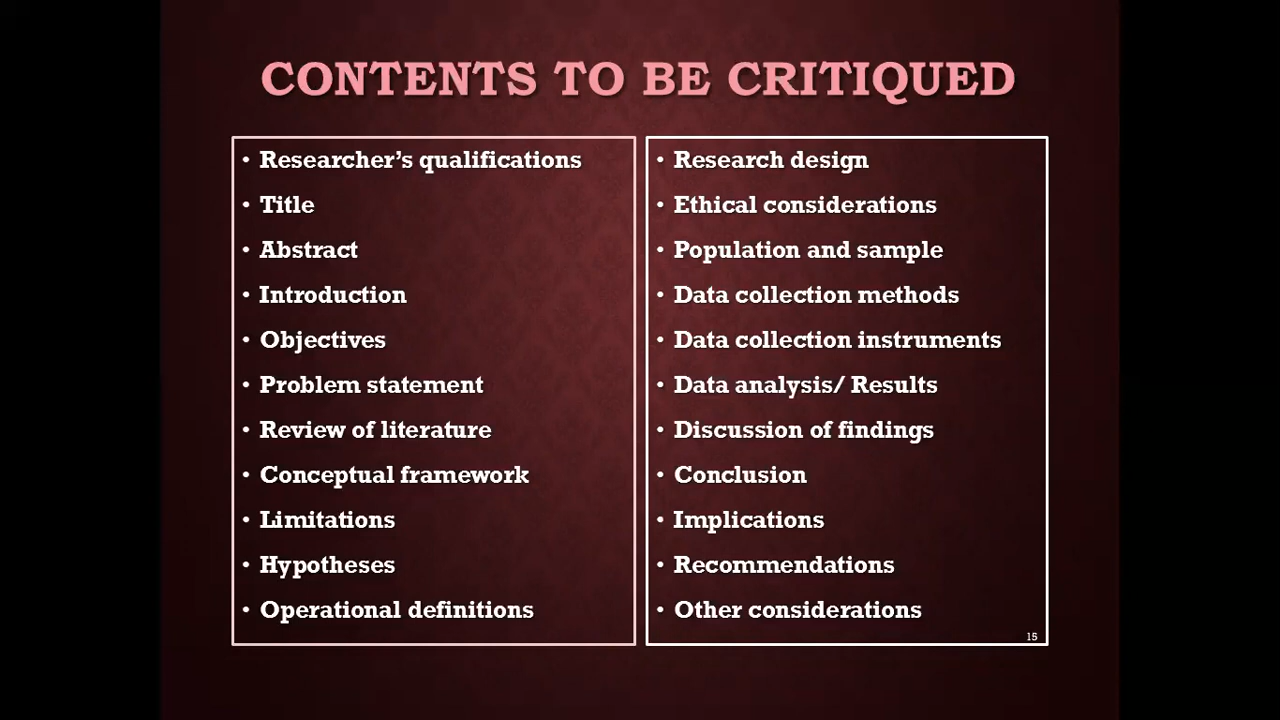 CONTENTS TO BE CRITIQUED
• Researcher’s qualifications
• Title
• Abstract
• Introduction
• Objectives
• Problem statement
• Review of literature
• Conceptual framework
• Limitations
• Hypotheses
• Operational definitions
• Research design
• Ethical considerations
• Population and sample
• Data collection methods
• Data collection instruments
• Data analysis/ Results
• Discussion of findings
• Conclusion
• Implications
• Recommendations
• Other considerations
15